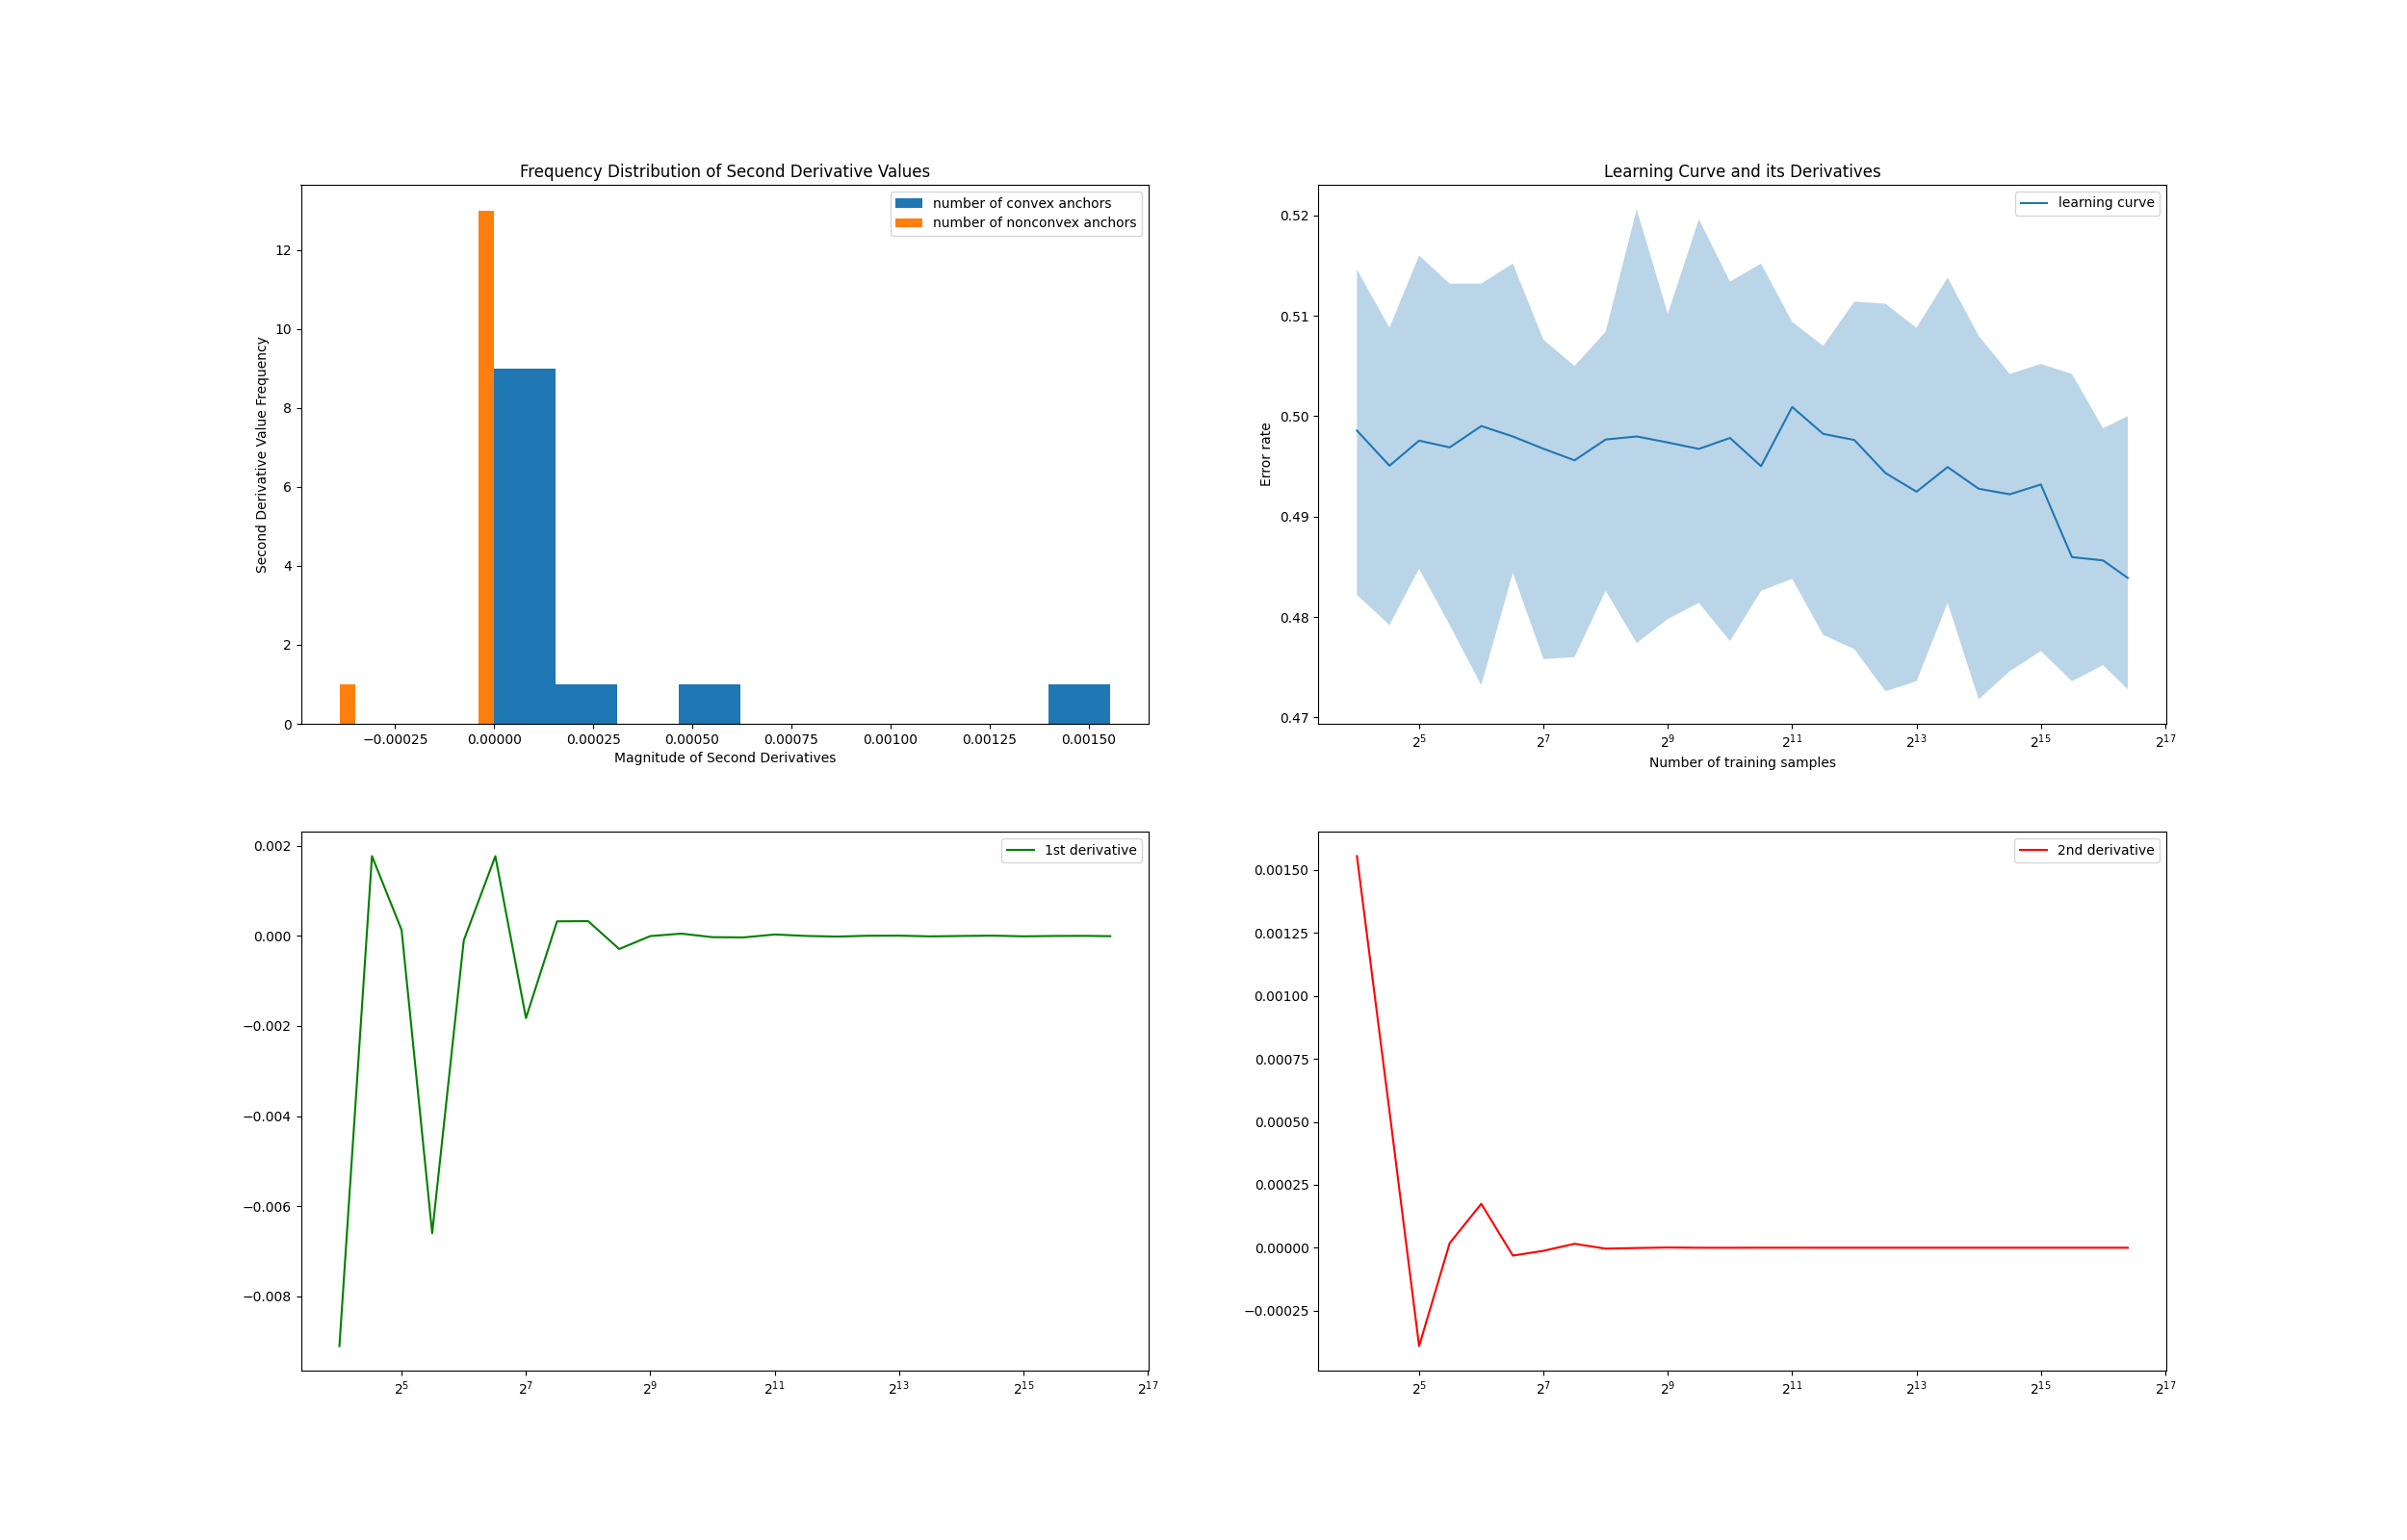 Frequency Distribution of Second Derivative Values
number of convex anchors
number of nonconvex anchors
12
10
8
6
4
2
0
Second Derivative Value Frequency
−0.00025 0.00000 0.00025 0.00050 0.00075 0.00100 0.00125 0.00150
Magnitude of Second Derivatives
Learning Curve and its Derivatives
learning curve
0.52
0.51
0.50
0.49
0.48
0.47
Error rate
2^5 2^7 2^9 2^11 2^13 2^15 2^17
Number of training samples
1st derivative
0.002
0.000
−0.002
−0.004
−0.006
−0.008
2^5 2^7 2^9 2^11 2^13 2^15 2^17
2nd derivative
0.00150
0.00125
0.00100
0.00075
0.00050
0.00025
0.00000
−0.00025
2^5 2^7 2^9 2^11 2^13 2^15 2^17